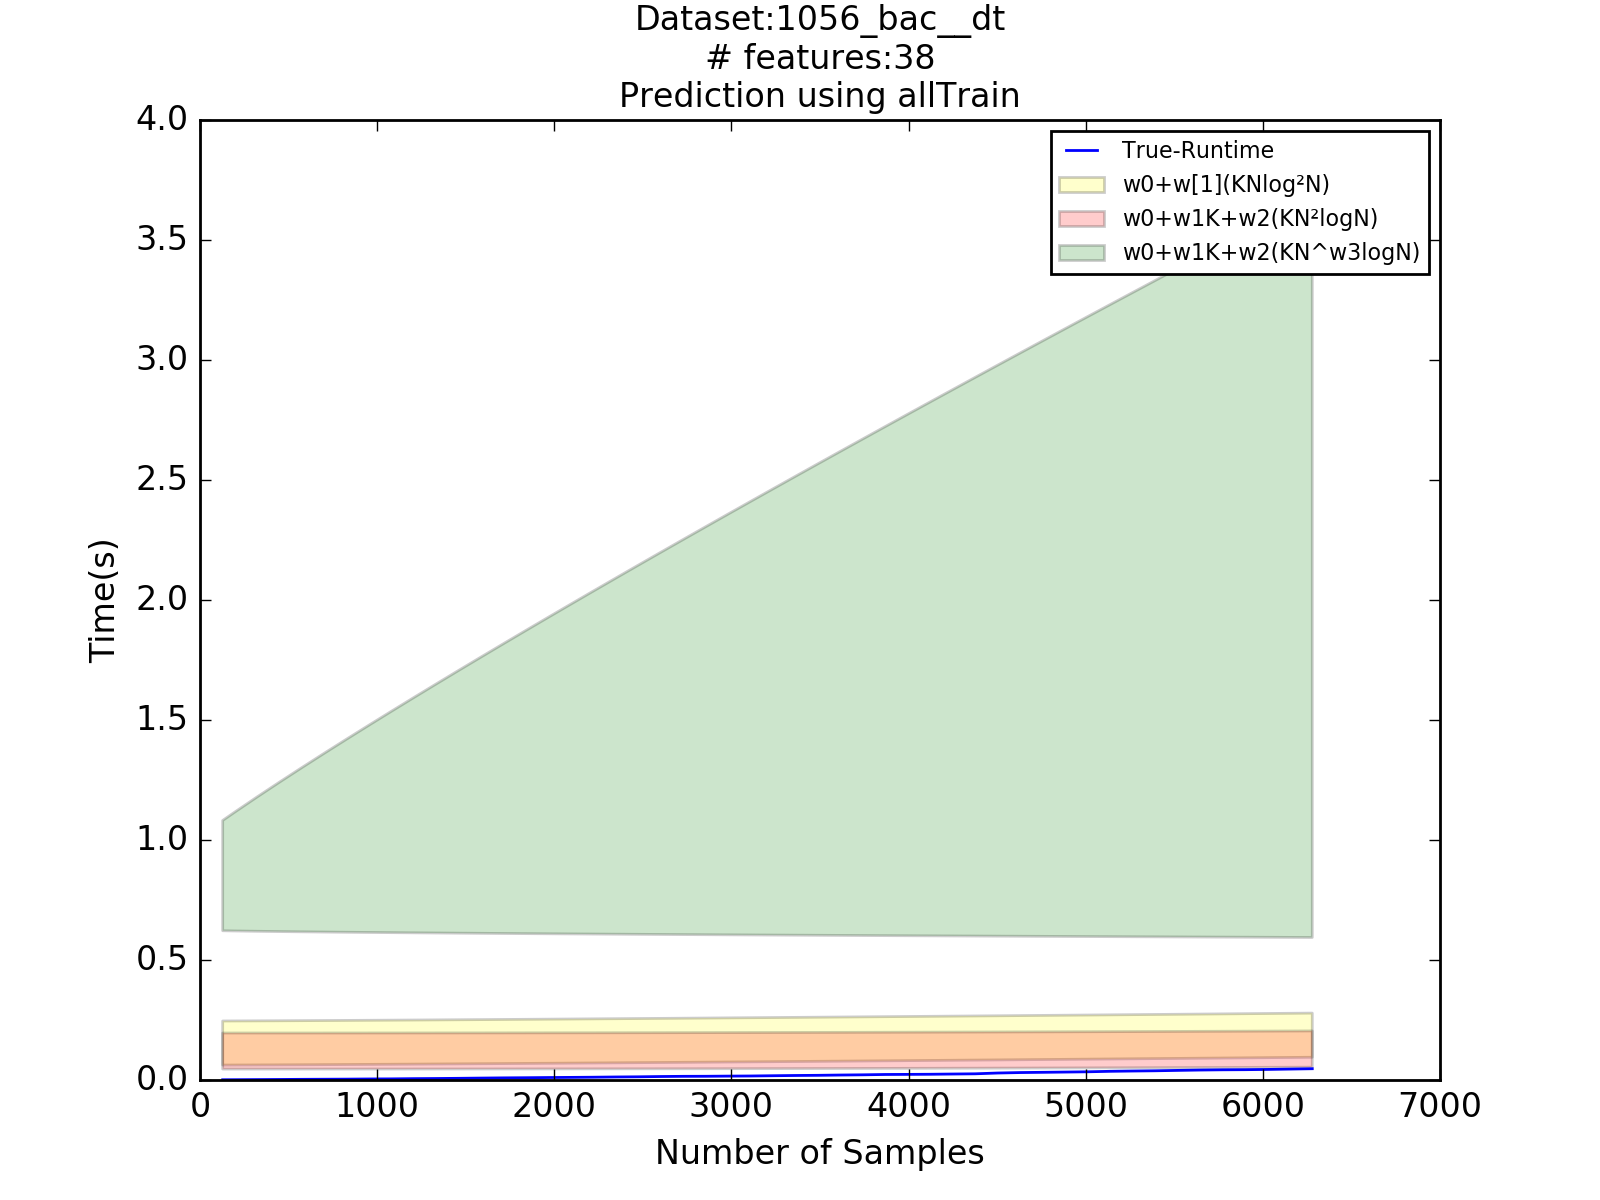 Dataset:1056_bac__dt
# features:38
Prediction using allTrain
True-Runtime
w0+w[1](KNlog²N)
w0+w1K+w2(KN²logN)
w0+w1K+w2(KN^w3logN)
4.0
3.5
3.0
2.5
2.0
1.5
1.0
0.5
0.0
Time(s)
0 1000 2000 3000 4000 5000 6000 7000
Number of Samples